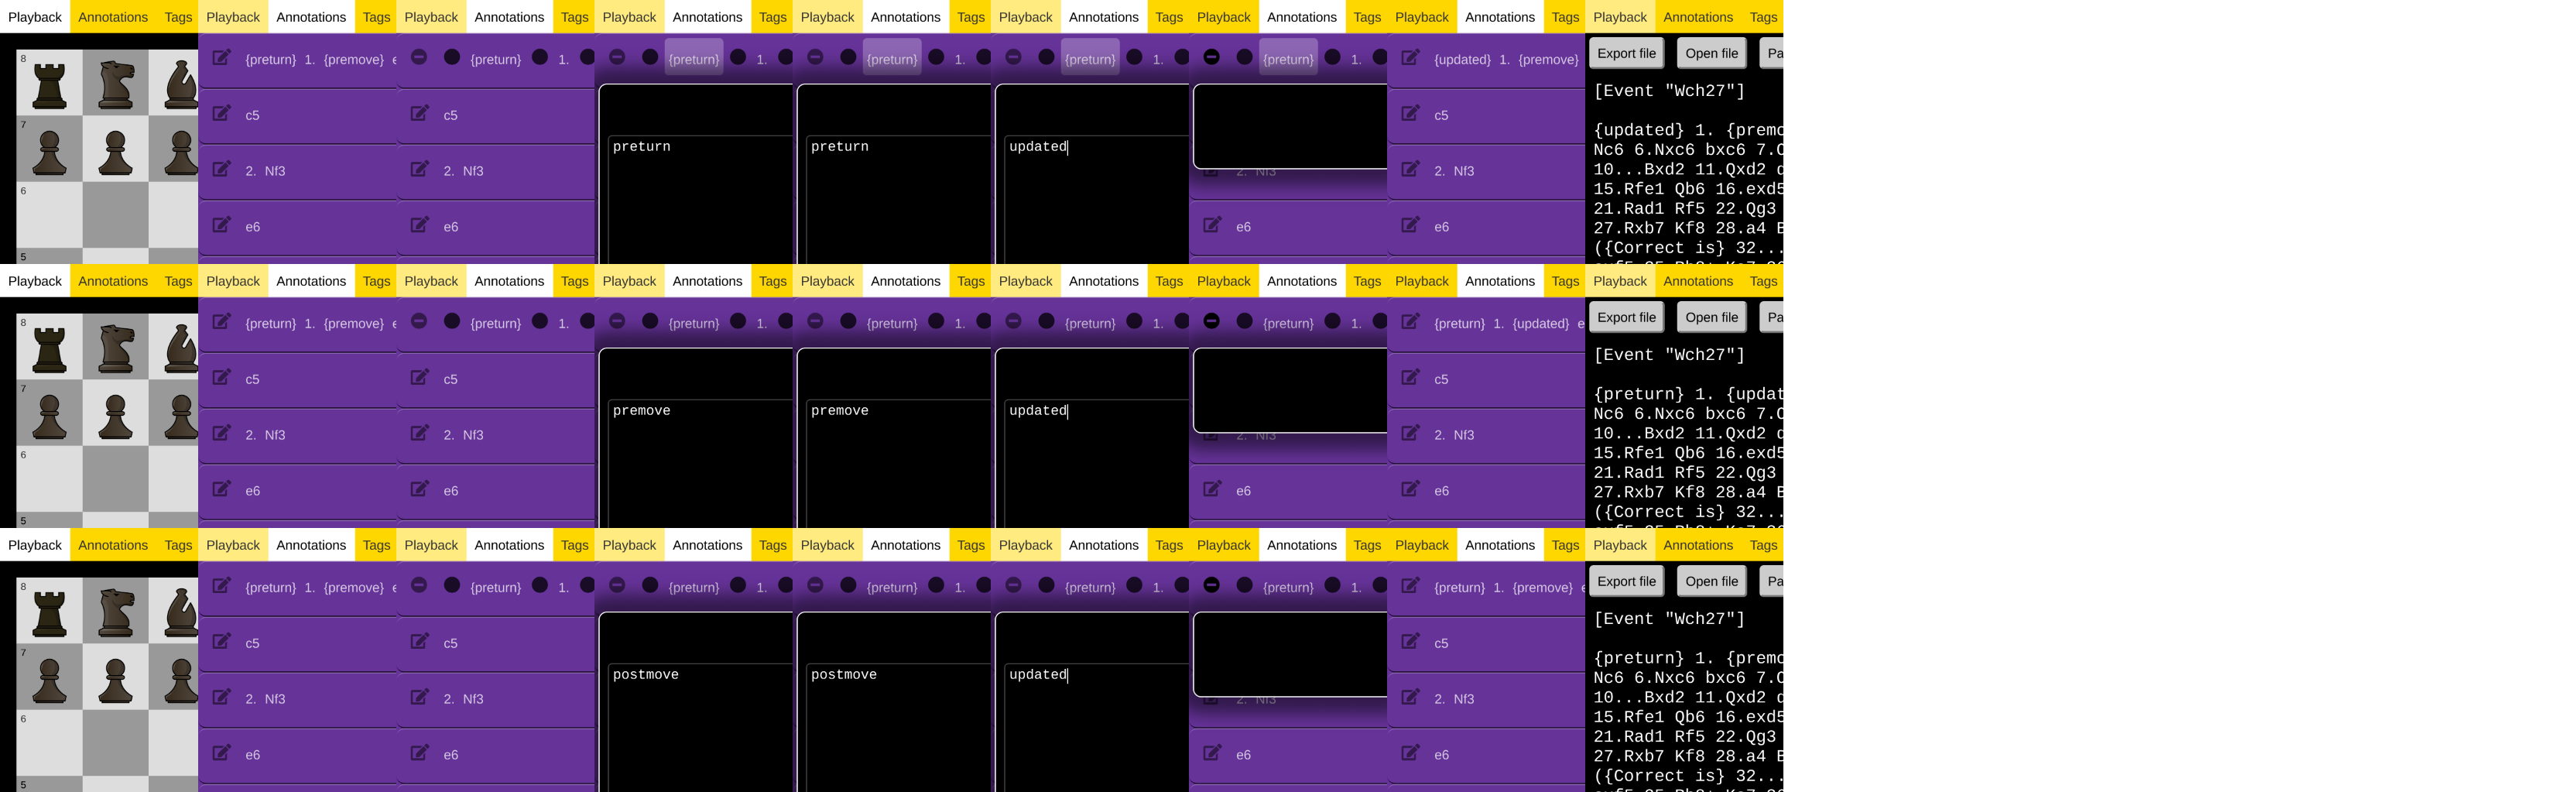 Playback Annotations Tags
8
7
6
5
Playback Annotations Tags
{preturn} 1. {premove} e
c5
2. Nf3
e6
Playback Annotations Tags
{preturn} 1.
c5
2. Nf3
e6
Playback Annotations Tags
{preturn} 1.
preturn
Playback Annotations Tags
{preturn} 1.
preturn
Playback Annotations Tags
{preturn} 1.
updated
Playback Annotations Tags
{preturn} 1.
2. Nf3
e6
Playback Annotations Tags
{updated} 1. {premove}
c5
2. Nf3
e6
Playback Annotations Tags
Export file Open file Pa
[Event "Wch27"]
{updated} 1. {premo
Nc6 6.Nxc6 bxc6 7.
10...Bxd2 11.Qxd2
15.Rfe1 Qb6 16.exd5
21.Rad1 Rf5 22.Qg3
27.Rxb7 Kf8 28.a4
({Correct is} 32...
Playback Annotations Tags
8
7
6
5
Playback Annotations Tags
{preturn} 1. {premove} e
c5
2. Nf3
e6
Playback Annotations Tags
{preturn} 1.
c5
2. Nf3
e6
Playback Annotations Tags
{preturn} 1.
premove
Playback Annotations Tags
{preturn} 1.
premove
Playback Annotations Tags
{preturn} 1.
updated
Playback Annotations Tags
{preturn} 1.
2. Nf3
e6
Playback Annotations Tags
{preturn} 1. {updated} e
c5
2. Nf3
e6
Playback Annotations Tags
Export file Open file Pa
[Event "Wch27"]
{preturn} 1. {updat
Nc6 6.Nxc6 bxc6 7.
10...Bxd2 11.Qxd2
15.Rfe1 Qb6 16.exd5
21.Rad1 Rf5 22.Qg3
27.Rxb7 Kf8 28.a4
({Correct is} 32...
Playback Annotations Tags
8
7
6
5
Playback Annotations Tags
{preturn} 1. {premove} e
c5
2. Nf3
e6
Playback Annotations Tags
{preturn} 1.
c5
2. Nf3
e6
Playback Annotations Tags
{preturn} 1.
postmove
Playback Annotations Tags
{preturn} 1.
postmove
Playback Annotations Tags
{preturn} 1.
updated
Playback Annotations Tags
{preturn} 1.
2. Nf3
e6
Playback Annotations Tags
{preturn} 1. {premove} e
c5
2. Nf3
e6
Playback Annotations Tags
Export file Open file Pa
[Event "Wch27"]
{preturn} 1. {premo
Nc6 6.Nxc6 bxc6 7.
10...Bxd2 11.Qxd2
15.Rfe1 Qb6 16.exd5
21.Rad1 Rf5 22.Qg3
27.Rxb7 Kf8 28.a4
({Correct is} 32...